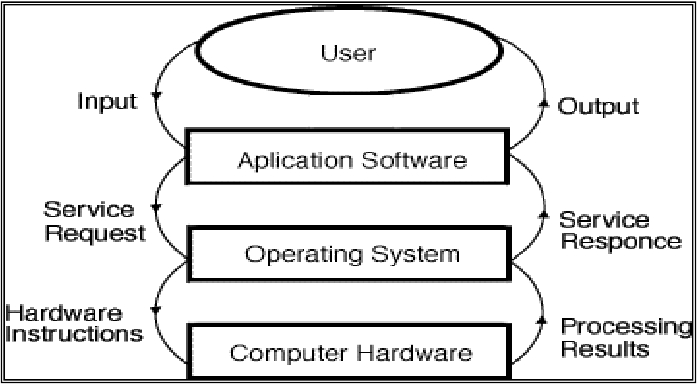 User
Input
Output
Aplication Software
Service
Request
Service
Responce
Operating System
Hardware
Instructions
Processing
Results
Computer Hardware